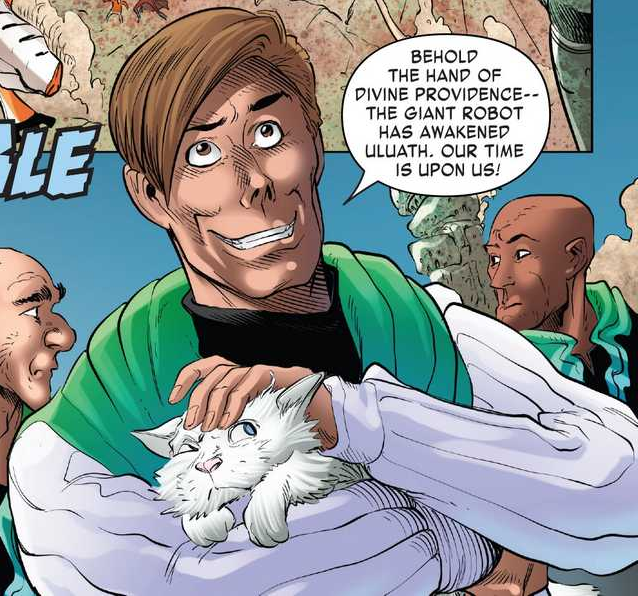 BEHOLD
THE HAND OF
DIVINE PROVIDENCE--
THE GIANT ROBOT
HAS AWAKENED
ULUATH. OUR TIME
IS UPON US!